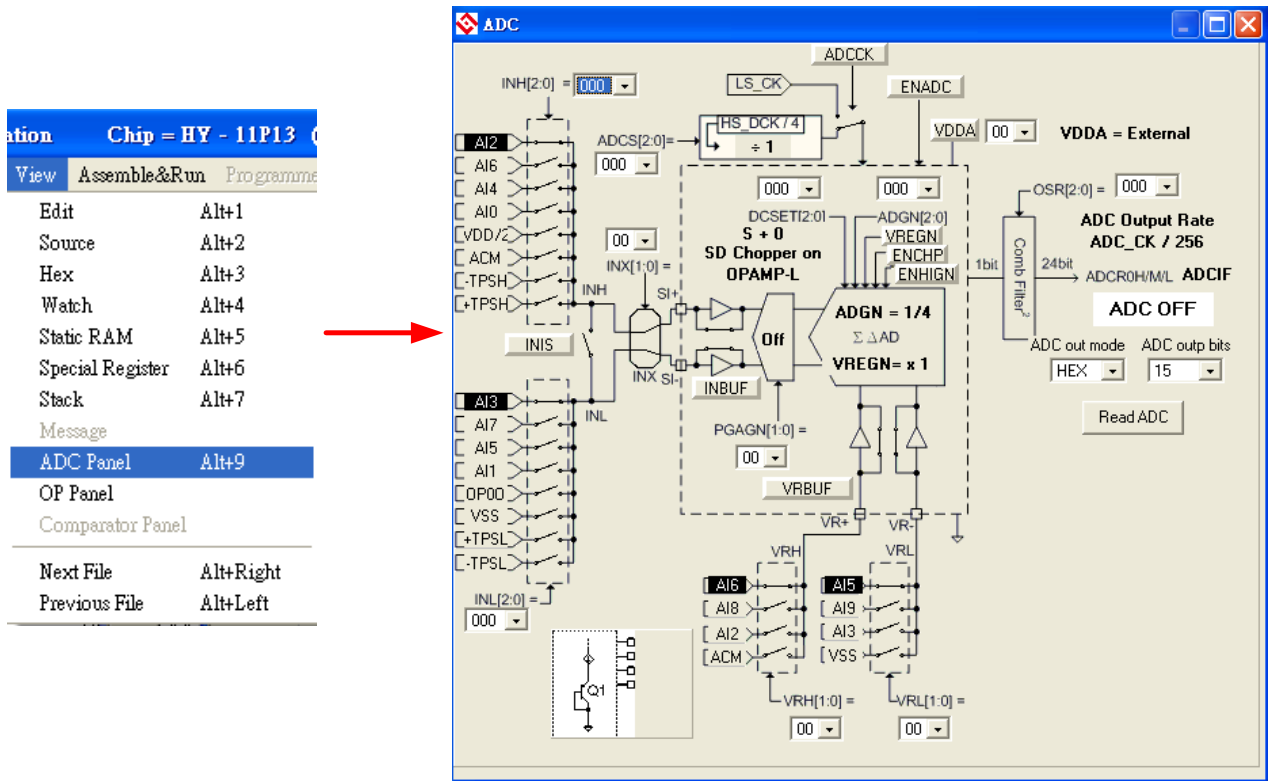 ation Chip = HY - 11P13 (
View Assemble&Run Programme
Edit Alt+1
Source Alt+2
Hex Alt+3
Watch Alt+4
Static RAM Alt+5
Special Register Alt+6
Stack Alt+7
Message
ADC Panel Alt+9
OP Panel
Comparator Panel
Next File Alt+Right
Previous File Alt+Left
ADC
ADCCK
INH[2:0] = 000
LS_CK
ENADC
HS_DCK / 4
÷ 1
ADCS[2:0]=
000
VDDA 00
VDDA = External
AI2
AI6
AI4
AI0
VDD/2
ACM
-TPSH
+TPSH
INH
000
000
DCSET[2:0]
ADGN[2:0]
S + 0
SD Chopper on
OPAMP-L
VREGN
ENCHP
ENHIGN
OSR[2:0] = 000
ADC Output Rate
ADC_CK / 256
00
INX[1:0] =
SI+
1bit
Comb Filter²
24bit
ADCR0H/M/L ADCIF
ADC OFF
INIS
INX
SI-
Off
ADGN = 1/4
Σ△AD
VREGN= x 1
INBUF
ADC out mode
ADC outp bits
HEX
15
Read ADC
AI3
AI7
AI5
AI1
OPO0
VSS
+TPSL
-TPSL
INL
PGAGN[1:0] =
00
VRBUF
VR+
VR-
VRH
VRL
INL[2:0] =
000
AI6
AI8
AI2
ACM
AI5
AI9
AI3
VSS
Q1
VRH[1:0] =
00
VRL[1:0] =
00